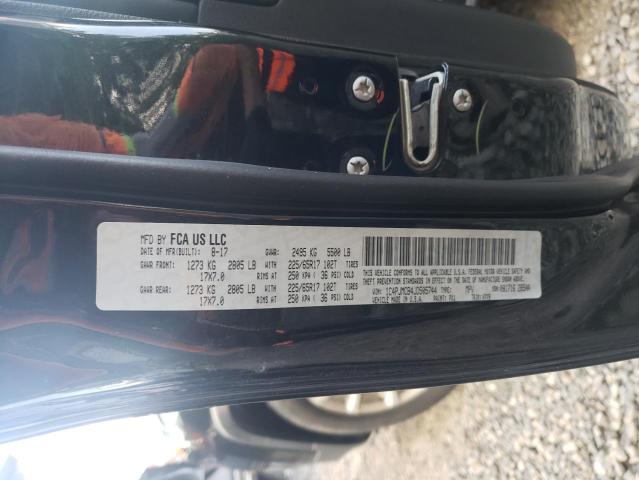 MFD BY FCA US LLC
DATE OF MFR(BUILT): 8-17 GVWR: 2495 KG 5500 LB
GAWR FRONT: 1273 KG 2805 LB WITH 225/65R17 102T TIRES
17X7.0 RIMS AT 250 KPA ( 36 PSI) COLD
GAWR REAR: 1273 KG 2805 LB WITH 225/65R17 102T TIRES
17X7.0 RIMS AT 250 KPA ( 36 PSI) COLD
THIS VEHICLE CONFORMS TO ALL APPLICABLE FEDERAL MOTOR VEHICLE SAFETY AND
THEFT PREVENTION STANDARDS IN EFFECT ON THE DATE OF MANUFACTURE SHOWN ABOVE.
VEHICLE MADE IN U.S.A.
TYPE: MPV
PAINT: TRIM: